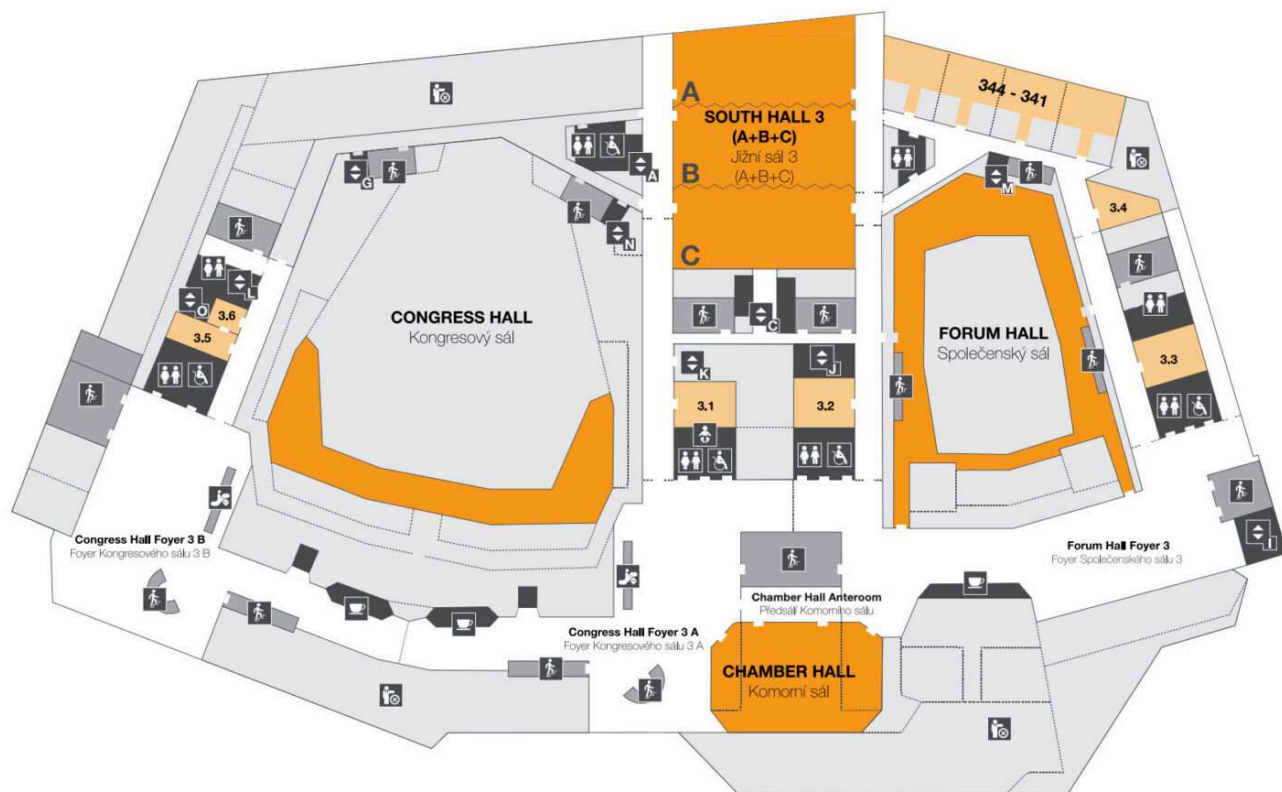 344 - 341
A
SOUTH HALL 3
(A+B+C)
Jižní sál 3
(A+B+C)
B
C
A
G
N
M
3.4
L
O
3.6
3.5
CONGRESS HALL
Kongresový sál
C
FORUM HALL
Společenský sál
K
J
3.3
3.1
3.2
Congress Hall Foyer 3 B
Foyer Kongresového sálu 3 B
Forum Hall Foyer 3
Foyer Společenského sálu 3
I
Chamber Hall Anteroom
Předsálí Komorního sálu
Congress Hall Foyer 3 A
Foyer Kongresového sálu 3 A
CHAMBER HALL
Komorní sál